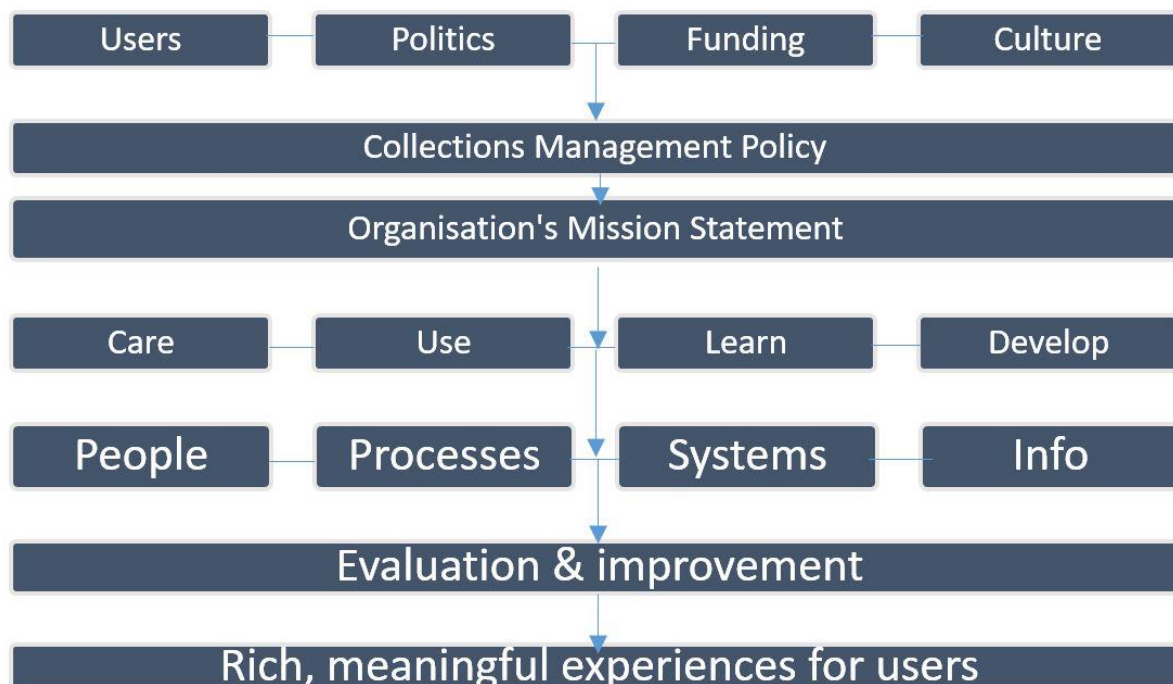 Users Politics Funding Culture
Collections Management Policy
Organisation's Mission Statement
Care Use Learn Develop
People Processes Systems Info
Evaluation & improvement
Rich, meaningful experiences for users